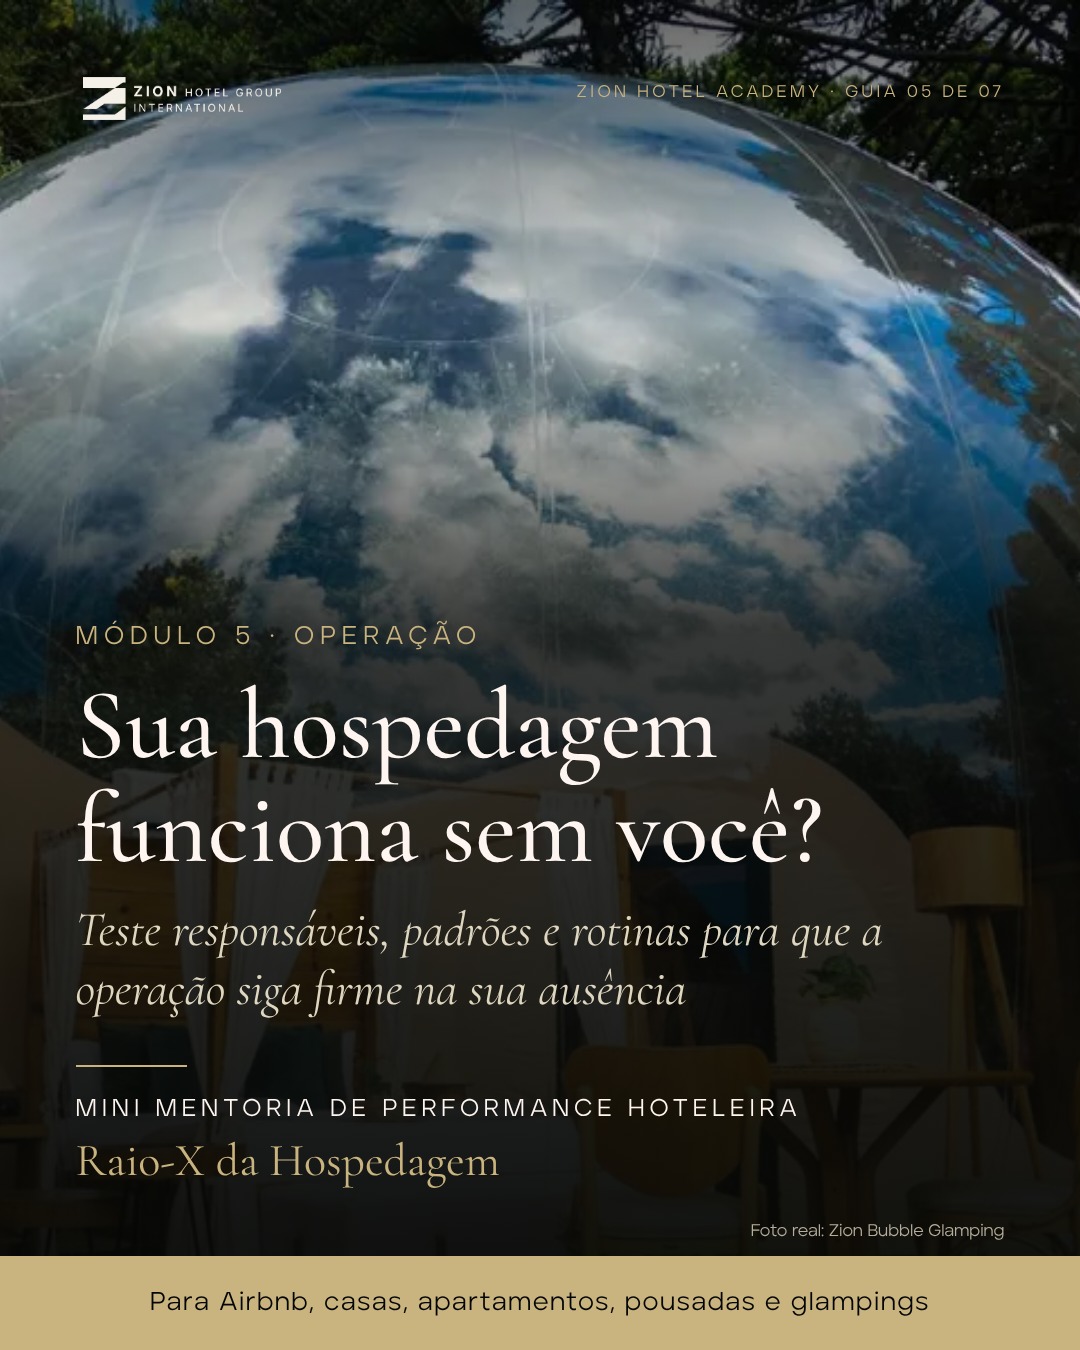 ZION HOTEL GROUP
INTERNATIONAL
ZION HOTEL ACADEMY · GUIA 05 DE 07
MÓDULO 5 · OPERAÇÃO
Sua hospedagem
funciona sem você?
Teste responsáveis, padrões e rotinas para que a
operação siga firme na sua ausência
MINI MENTORIA DE PERFORMANCE HOTELEIRA
Raio-X da Hospedagem
Foto real: Zion Bubble Glamping
Para Airbnb, casas, apartamentos, pousadas e glampings